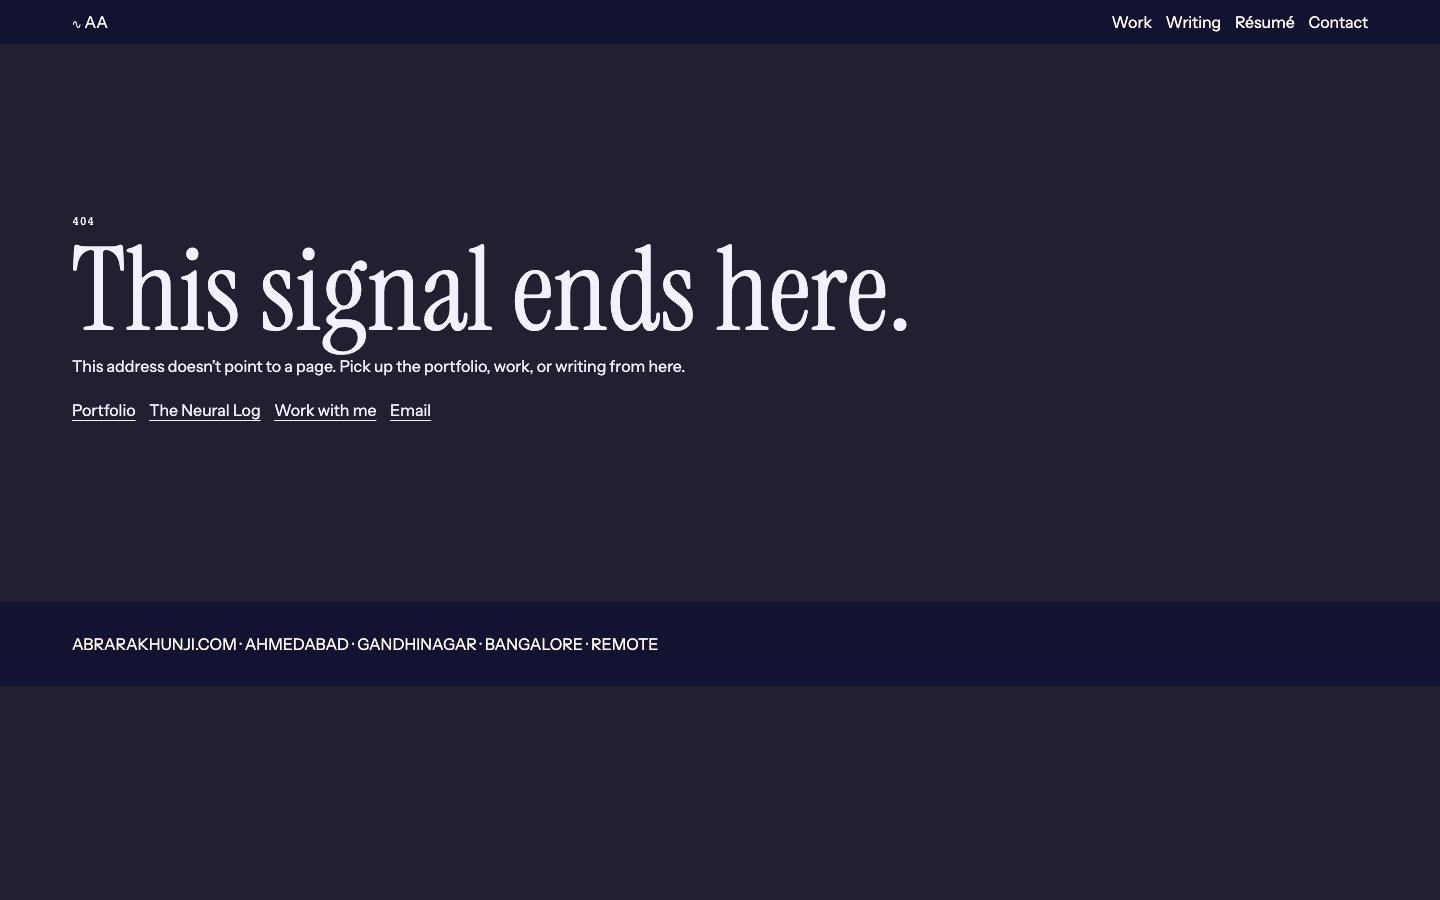 ∿ AA
Work Writing Résumé Contact
404
This signal ends here.
This address doesn’t point to a page. Pick up the portfolio, work, or writing from here.
Portfolio The Neural Log Work with me Email
ABRARAKHUNJI.COM · AHMEDABAD · GANDHINAGAR · BANGALORE · REMOTE